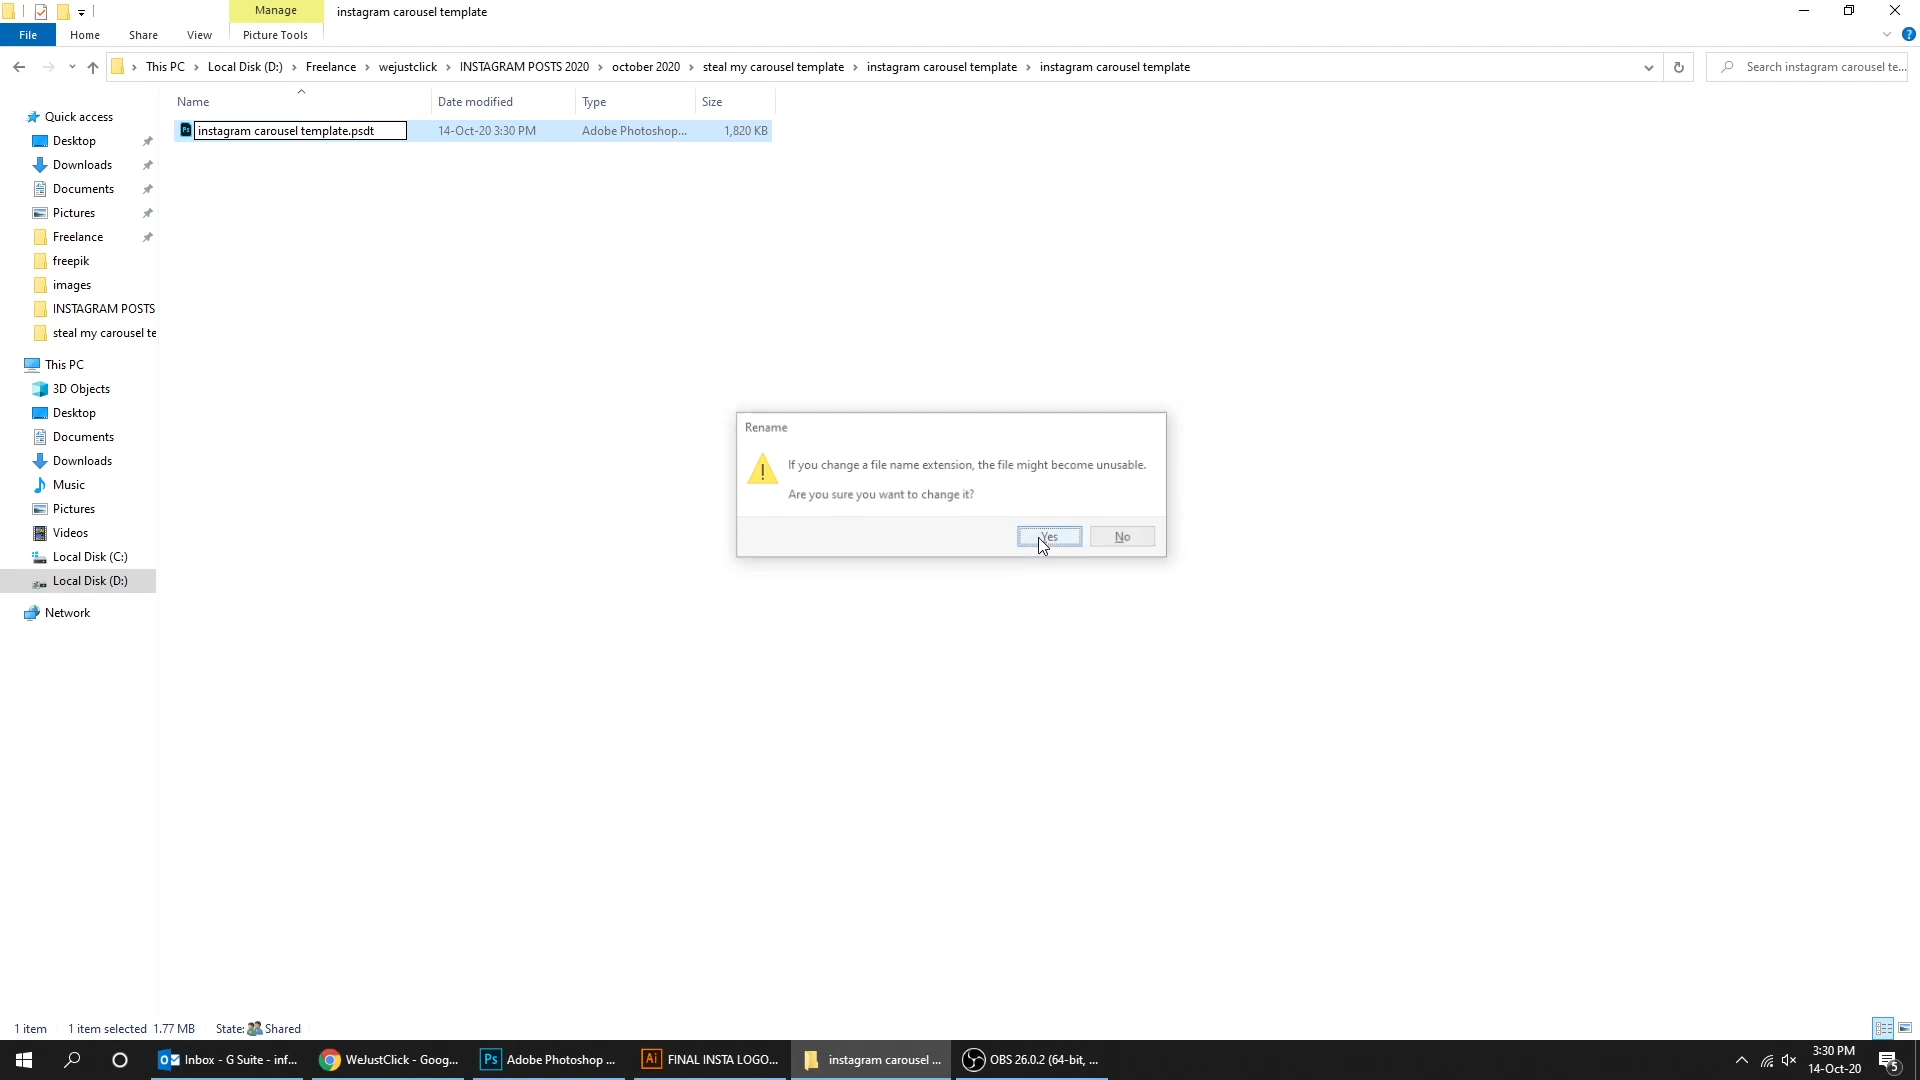 Manage
instagram carousel template
File
Home
Share
View
Picture Tools
This PC
Local Disk (D:)
Freelance
wejustclick
INSTAGRAM POSTS 2020
october 2020
steal my carousel template
instagram carousel template
instagram carousel template
Search instagram carousel te...
Name
Date modified
Type
Size
instagram carousel template.psdt
14-Oct-20 3:30 PM
Adobe Photoshop...
1,820 KB
Quick access
Desktop
Downloads
Documents
Pictures
Freelance
freepik
images
INSTAGRAM POSTS
steal my carousel te
This PC
3D Objects
Desktop
Documents
Downloads
Music
Pictures
Videos
Local Disk (C:)
Local Disk (D:)
Network
Rename
If you change a file name extension, the file might become unusable.
Are you sure you want to change it?
Yes
No
1 item
1 item selected 1.77 MB
State: Shared
Inbox - G Suite - inf...
WeJustClick - Goog...
Ps
Adobe Photoshop ...
Ai
FINAL INSTA LOGO...
instagram carousel ...
OBS 26.0.2 (64-bit, ...
3:30 PM
14-Oct-20
5